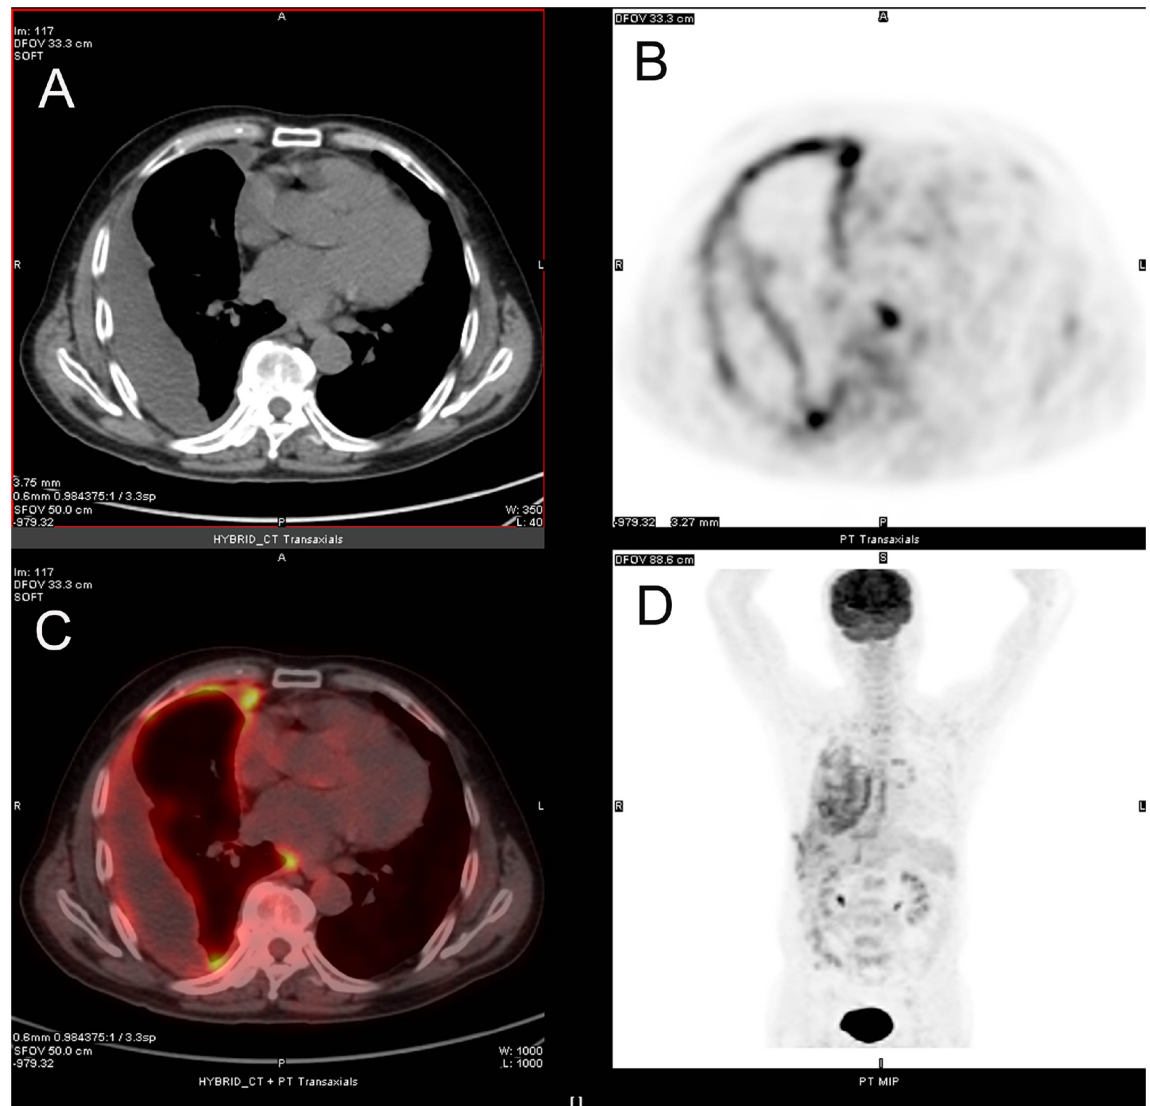 A
Im: 117
DFOV 33.3 cm
SOFT
A
R
L
3.75 mm
0.6mm 0.984375:1 / 3.3sp
SFOV 50.0 cm
-979.32
P
W: 350
L: 40
HYBRID_CT Transaxials
DFOV 33.3 cm
A
B
R
L
-979.32 3.27 mm
P
PT Transaxials
A
Im: 117
DFOV 33.3 cm
SOFT
C
R
L
0.6mm 0.984375:1 / 3.3sp
SFOV 50.0 cm
-979.32
P
W: 1000
L: 1000
HYBRID_CT + PT Transaxials
DFOV 88.6 cm
S
D
R
L
I
PT MIP